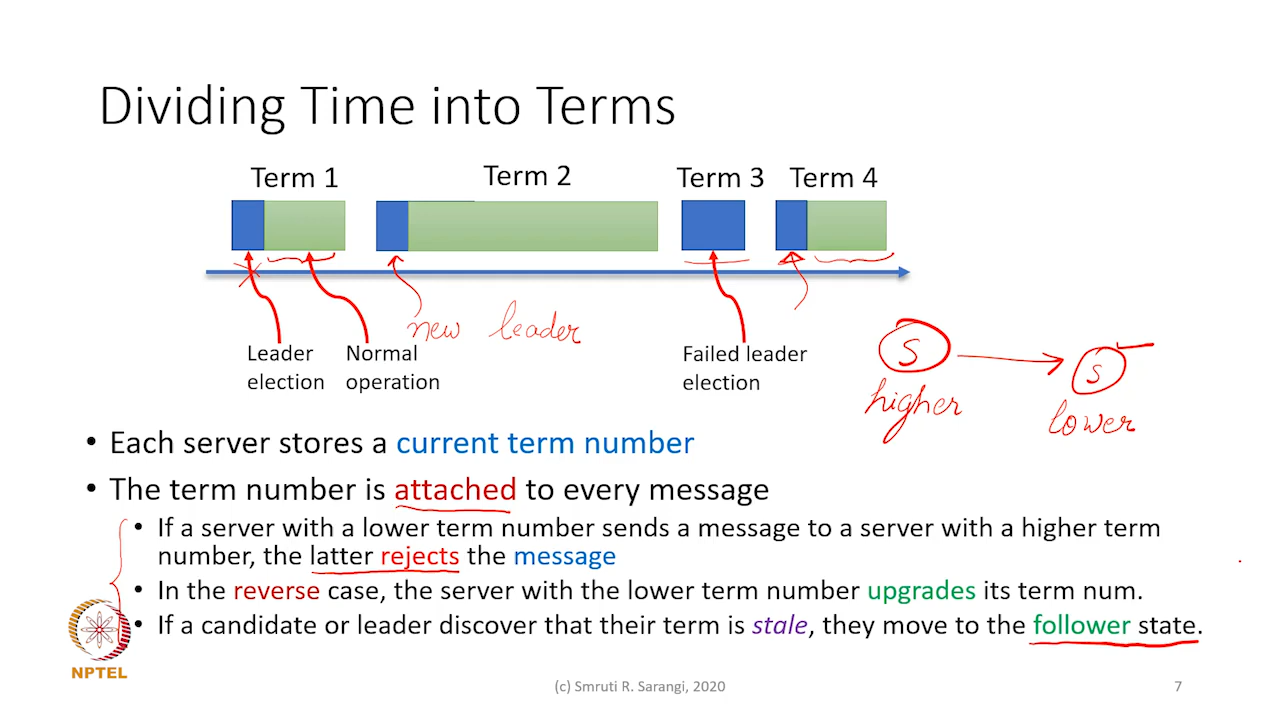 Dividing Time into Terms
Term 1
Term 2
Term 3
Term 4
new leader
Leader
election
Normal
operation
Failed leader
election
S
S
higher
lower
• Each server stores a current term number
• The term number is attached to every message
• If a server with a lower term number sends a message to a server with a higher term
number, the latter rejects the message
• In the reverse case, the server with the lower term number upgrades its term num.
• If a candidate or leader discover that their term is stale, they move to the follower state.
NPTEL
(c) Smruti R. Sarangi, 2020
7